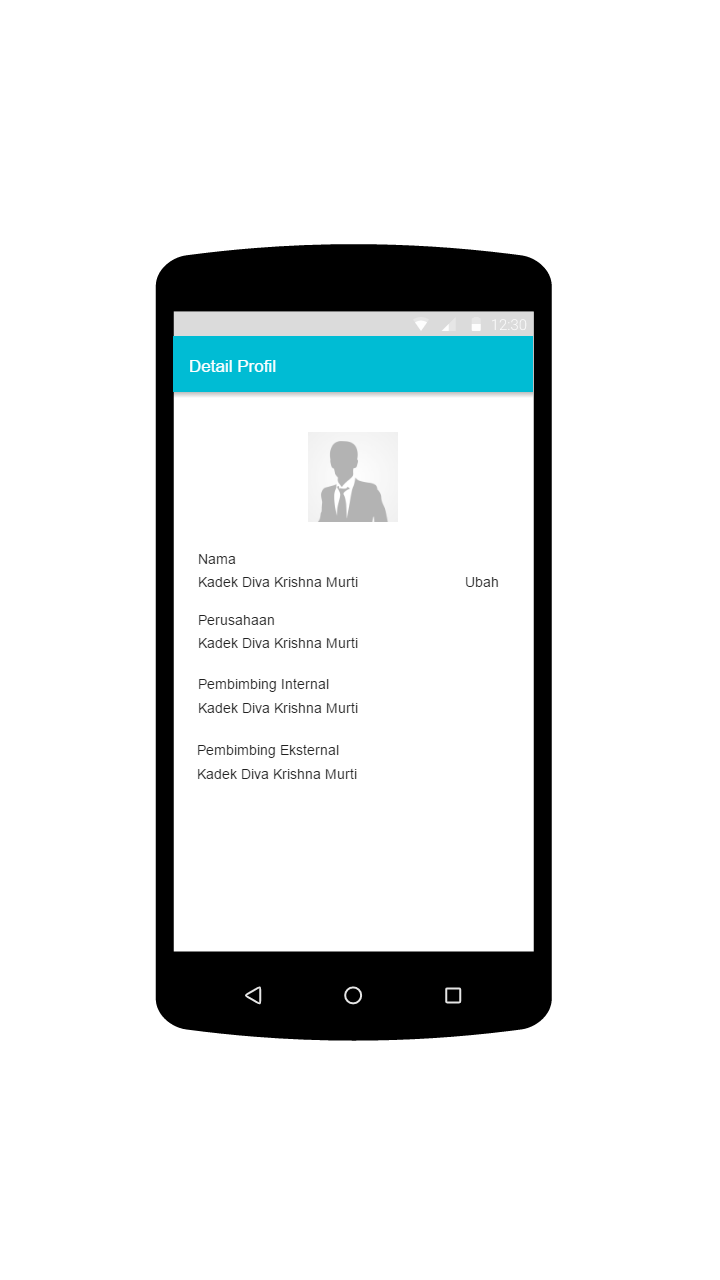 12:30
Detail Profil
Nama
Kadek Diva Krishna Murti Ubah
Perusahaan
Kadek Diva Krishna Murti
Pembimbing Internal
Kadek Diva Krishna Murti
Pembimbing Eksternal
Kadek Diva Krishna Murti